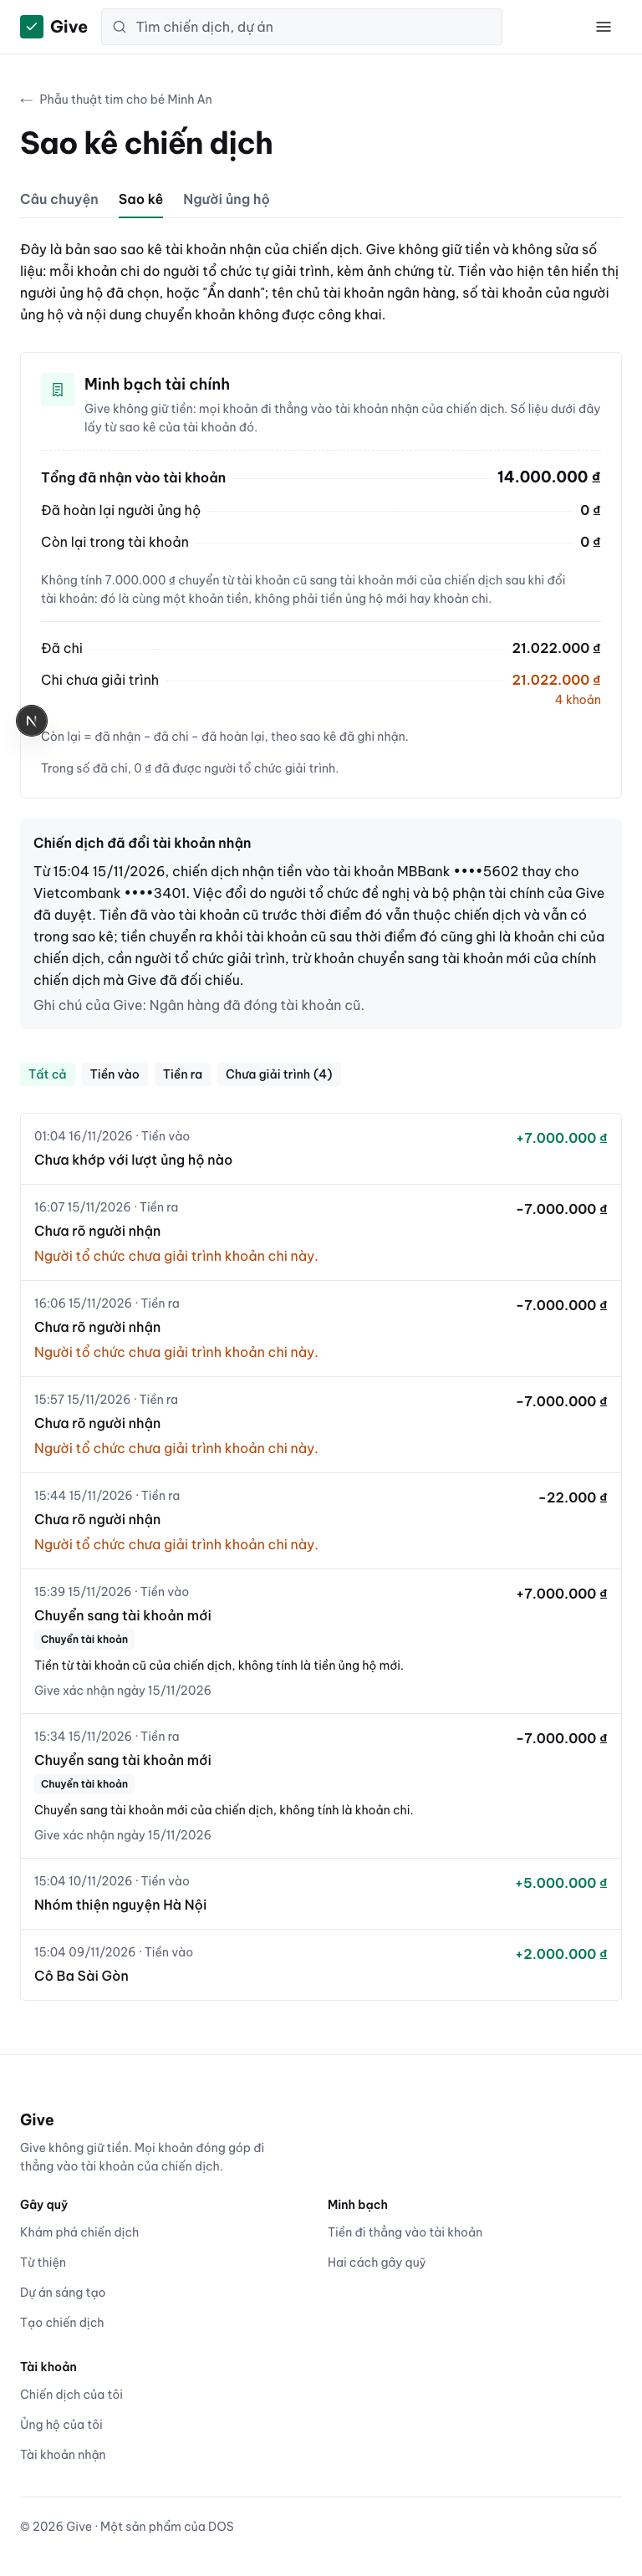 Give
Tìm chiến dịch, dự án
← Phẫu thuật tim cho bé Minh An
Sao kê chiến dịch
Câu chuyện
Sao kê
Người ủng hộ
Đây là bản sao sao kê tài khoản nhận của chiến dịch. Give không giữ tiền và không sửa số
liệu: mỗi khoản chi do người tổ chức tự giải trình, kèm ảnh chứng từ. Tiền vào hiện tên hiển thị
người ủng hộ đã chọn, hoặc "Ẩn danh"; tên chủ tài khoản ngân hàng, số tài khoản của người
ủng hộ và nội dung chuyển khoản không được công khai.
Minh bạch tài chính
Give không giữ tiền: mọi khoản đi thẳng vào tài khoản nhận của chiến dịch. Số liệu dưới đây
lấy từ sao kê của tài khoản đó.
Tổng đã nhận vào tài khoản 14.000.000 ₫
Đã hoàn lại người ủng hộ 0 ₫
Còn lại trong tài khoản 0 ₫
Không tính 7.000.000 ₫ chuyển từ tài khoản cũ sang tài khoản mới của chiến dịch sau khi đổi
tài khoản: đó là cùng một khoản tiền, không phải tiền ủng hộ mới hay khoản chi.
Đã chi 21.022.000 ₫
Chi chưa giải trình 21.022.000 ₫
4 khoản
N
Còn lại = đã nhận − đã chi − đã hoàn lại, theo sao kê đã ghi nhận.
Trong số đã chi, 0 ₫ đã được người tổ chức giải trình.
Chiến dịch đã đổi tài khoản nhận
Từ 15:04 15/11/2026, chiến dịch nhận tiền vào tài khoản MBBank ••••5602 thay cho
Vietcombank ••••3401. Việc đổi do người tổ chức đề nghị và bộ phận tài chính của Give
đã duyệt. Tiền đã vào tài khoản cũ trước thời điểm đó vẫn thuộc chiến dịch và vẫn có
trong sao kê; tiền chuyển ra khỏi tài khoản cũ sau thời điểm đó cũng ghi là khoản chi của
chiến dịch, cần người tổ chức giải trình, trừ khoản chuyển sang tài khoản mới của chính
chiến dịch mà Give đã đối chiếu.
Ghi chú của Give: Ngân hàng đã đóng tài khoản cũ.
Tất cả
Tiền vào
Tiền ra
Chưa giải trình (4)
01:04 16/11/2026 · Tiền vào +7.000.000 ₫
Chưa khớp với lượt ủng hộ nào
16:07 15/11/2026 · Tiền ra −7.000.000 ₫
Chưa rõ người nhận
Người tổ chức chưa giải trình khoản chi này.
16:06 15/11/2026 · Tiền ra −7.000.000 ₫
Chưa rõ người nhận
Người tổ chức chưa giải trình khoản chi này.
15:57 15/11/2026 · Tiền ra −7.000.000 ₫
Chưa rõ người nhận
Người tổ chức chưa giải trình khoản chi này.
15:44 15/11/2026 · Tiền ra −22.000 ₫
Chưa rõ người nhận
Người tổ chức chưa giải trình khoản chi này.
15:39 15/11/2026 · Tiền vào +7.000.000 ₫
Chuyển sang tài khoản mới
Chuyển tài khoản
Tiền từ tài khoản cũ của chiến dịch, không tính là tiền ủng hộ mới.
Give xác nhận ngày 15/11/2026
15:34 15/11/2026 · Tiền ra −7.000.000 ₫
Chuyển sang tài khoản mới
Chuyển tài khoản
Chuyển sang tài khoản mới của chiến dịch, không tính là khoản chi.
Give xác nhận ngày 15/11/2026
15:04 10/11/2026 · Tiền vào +5.000.000 ₫
Nhóm thiện nguyện Hà Nội
15:04 09/11/2026 · Tiền vào +2.000.000 ₫
Cô Ba Sài Gòn
Give
Give không giữ tiền. Mọi khoản đóng góp đi
thẳng vào tài khoản của chiến dịch.
Gây quỹ
Khám phá chiến dịch
Từ thiện
Dự án sáng tạo
Tạo chiến dịch
Minh bạch
Tiền đi thẳng vào tài khoản
Hai cách gây quỹ
Tài khoản
Chiến dịch của tôi
Ủng hộ của tôi
Tài khoản nhận
© 2026 Give · Một sản phẩm của DOS